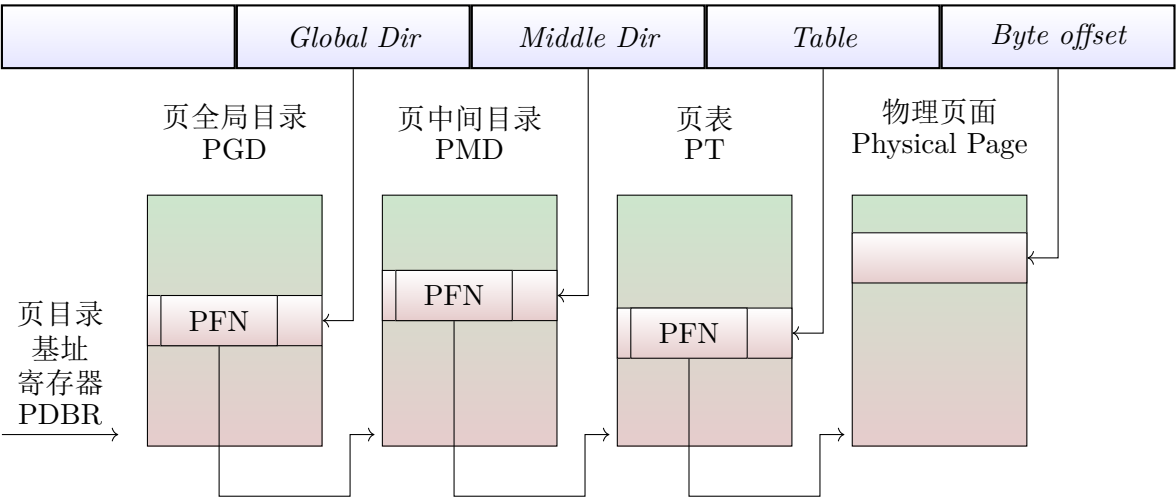 Global Dir
Middle Dir
Table
Byte offset
页全局目录
PGD
页中间目录
PMD
页表
PT
物理页面
Physical Page
页目录
基址
寄存器
PDBR
PFN
PFN
PFN